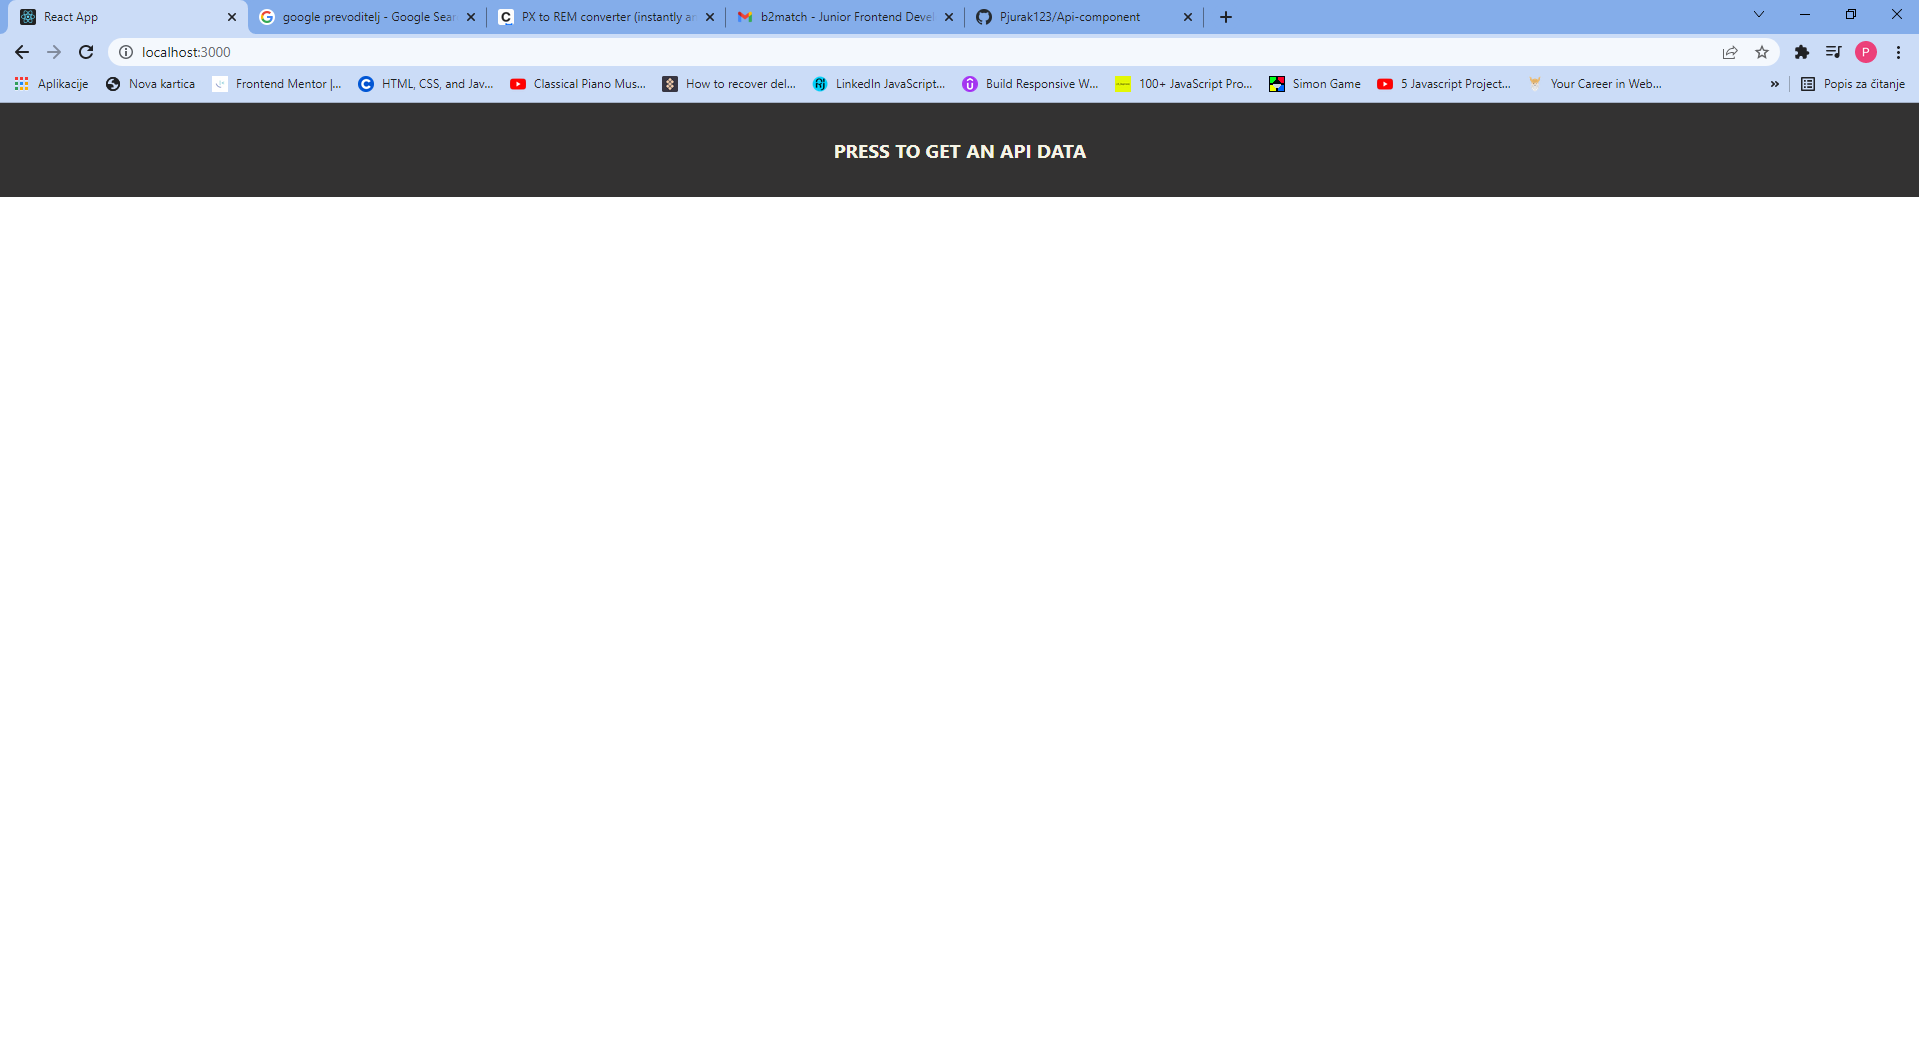 React App
google prevoditelj - Google Sear
PX to REM converter (instantly an
b2match - Junior Frontend Devel
Pjurak123/Api-component
localhost:3000
P
Aplikacije
Nova kartica
Frontend Mentor |...
HTML, CSS, and Jav...
Classical Piano Mus...
How to recover del...
LinkedIn JavaScript...
Build Responsive W...
100+ JavaScript Pro...
Simon Game
5 Javascript Project...
Your Career in Web...
»
Popis za čitanje
PRESS TO GET AN API DATA